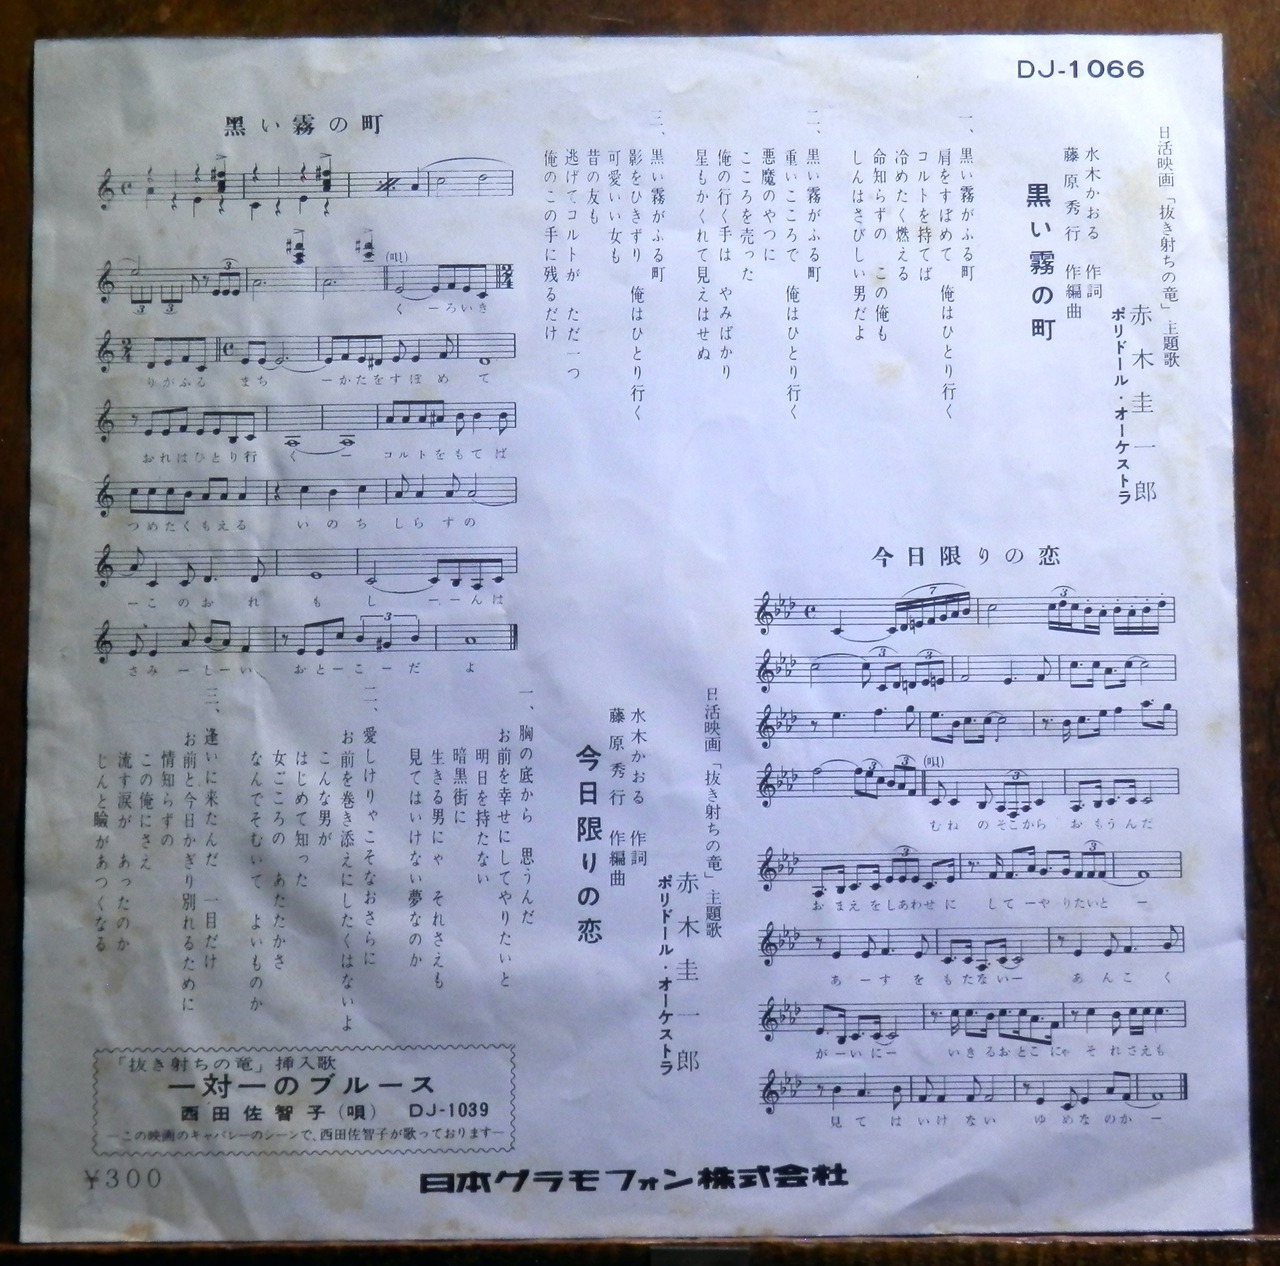 DJ-1066
日活映画「抜き射ちの竜」主題歌
赤木圭一郎
ポリドール・オーケストラ
水木かおる 作詞
藤原秀行 作編曲
黒い霧の町
一、
黒い霧がふる町
肩をすぼめて 俺はひとり行く
コルトを持てば
冷めたく燃える
命知らずの この俺も
しんはさびしい男だよ
二、
黒い霧がふる町
重いこころで 俺はひとり行く
悪魔のやつに
こころを売った
俺の行く手は やみばかり
星もかくれて見えはせぬ
三、
黒い霧がふる町
影をひきずり 俺はひとり行く
可愛いい女も
昔の友も
逃げてコルトが ただ一つ
俺のこの手に残るだけ
黒い霧の町
3 3 3 (唄)
く ーろいき
りがふる まち ーかたをすぼめて
おれはひとり行く ー コルトをもてば
つめたくもえる いのちしらずの
ーこのおれ も し ー ーんは
3
さみーしーい おとーこーだ よ
今日限りの恋
7 3
3 3
3 (唄) 3
むね のそこから おもうんだ
3 3
おまえをしあわせに してーやりたいと ー
あーすを もたないー あんこく
がーいにー いきるおとこにゃ それさえも
見て はいけない ゆめなのかー
日活映画「抜き射ちの竜」主題歌
赤木圭一郎
ポリドール・オーケストラ
水木かおる 作詞
藤原秀行 作編曲
今日限りの恋
一、
胸の底から 思うんだ
お前を幸せにしてやりたいと
明日を持たない
暗黒街に
生きる男にゃ それさえも
見てはいけない夢なのか
二、
愛しけりゃこそなおさらに
お前を巻き添えにしたくはないよ
こんな男が
はじめて知った
女ごころの あたたかさ
なんでそむいて よいものか
三、
逢いに来たんだ 一目だけ
お前と今日かぎり別れるために
情知らずの
この俺にさえ
流す涙が あったのか
じんと瞼があつくなる
「抜き射ちの竜」挿入歌
一対一のブルース
西田佐智子(唄) DJ-1039
―この映画のキャバレーのシーンで、西田佐智子が歌っております―
¥300
日本グラモフォン株式会社